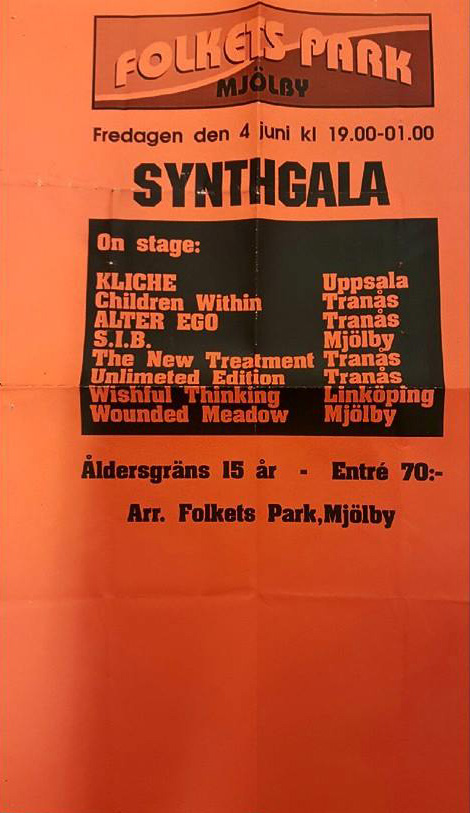 FOLKETS PARK
MJÖLBY
Fredagen den 4 juni kl 19.00-01.00
SYNTHGALA
On stage:
KLICHE Uppsala
Children Within Tranås
ALTER EGO Tranås
S.I.B. Mjölby
The New Treatment Tranås
Unlimeted Edition Tranås
Wishful Thinking Linköping
Wounded Meadow Mjölby
Åldersgräns 15 år - Entré 70:-
Arr. Folkets Park,Mjölby